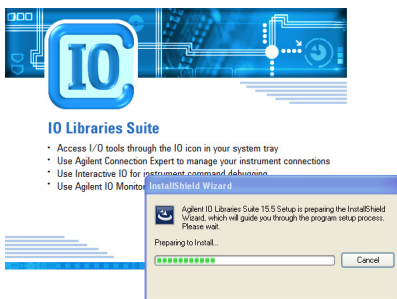 IO
IO Libraries Suite
• Access I/O tools through the IO icon in your system tray
• Use Agilent Connection Expert to manage your instrument connections
• Use Interactive IO for instrument command debugging
• Use Agilent IO Monitor
InstallShield Wizard
Agilent IO Libraries Suite 15.5 Setup is preparing the InstallShield
Wizard, which will guide you through the program setup process.
Please wait.
Preparing to Install...
Cancel